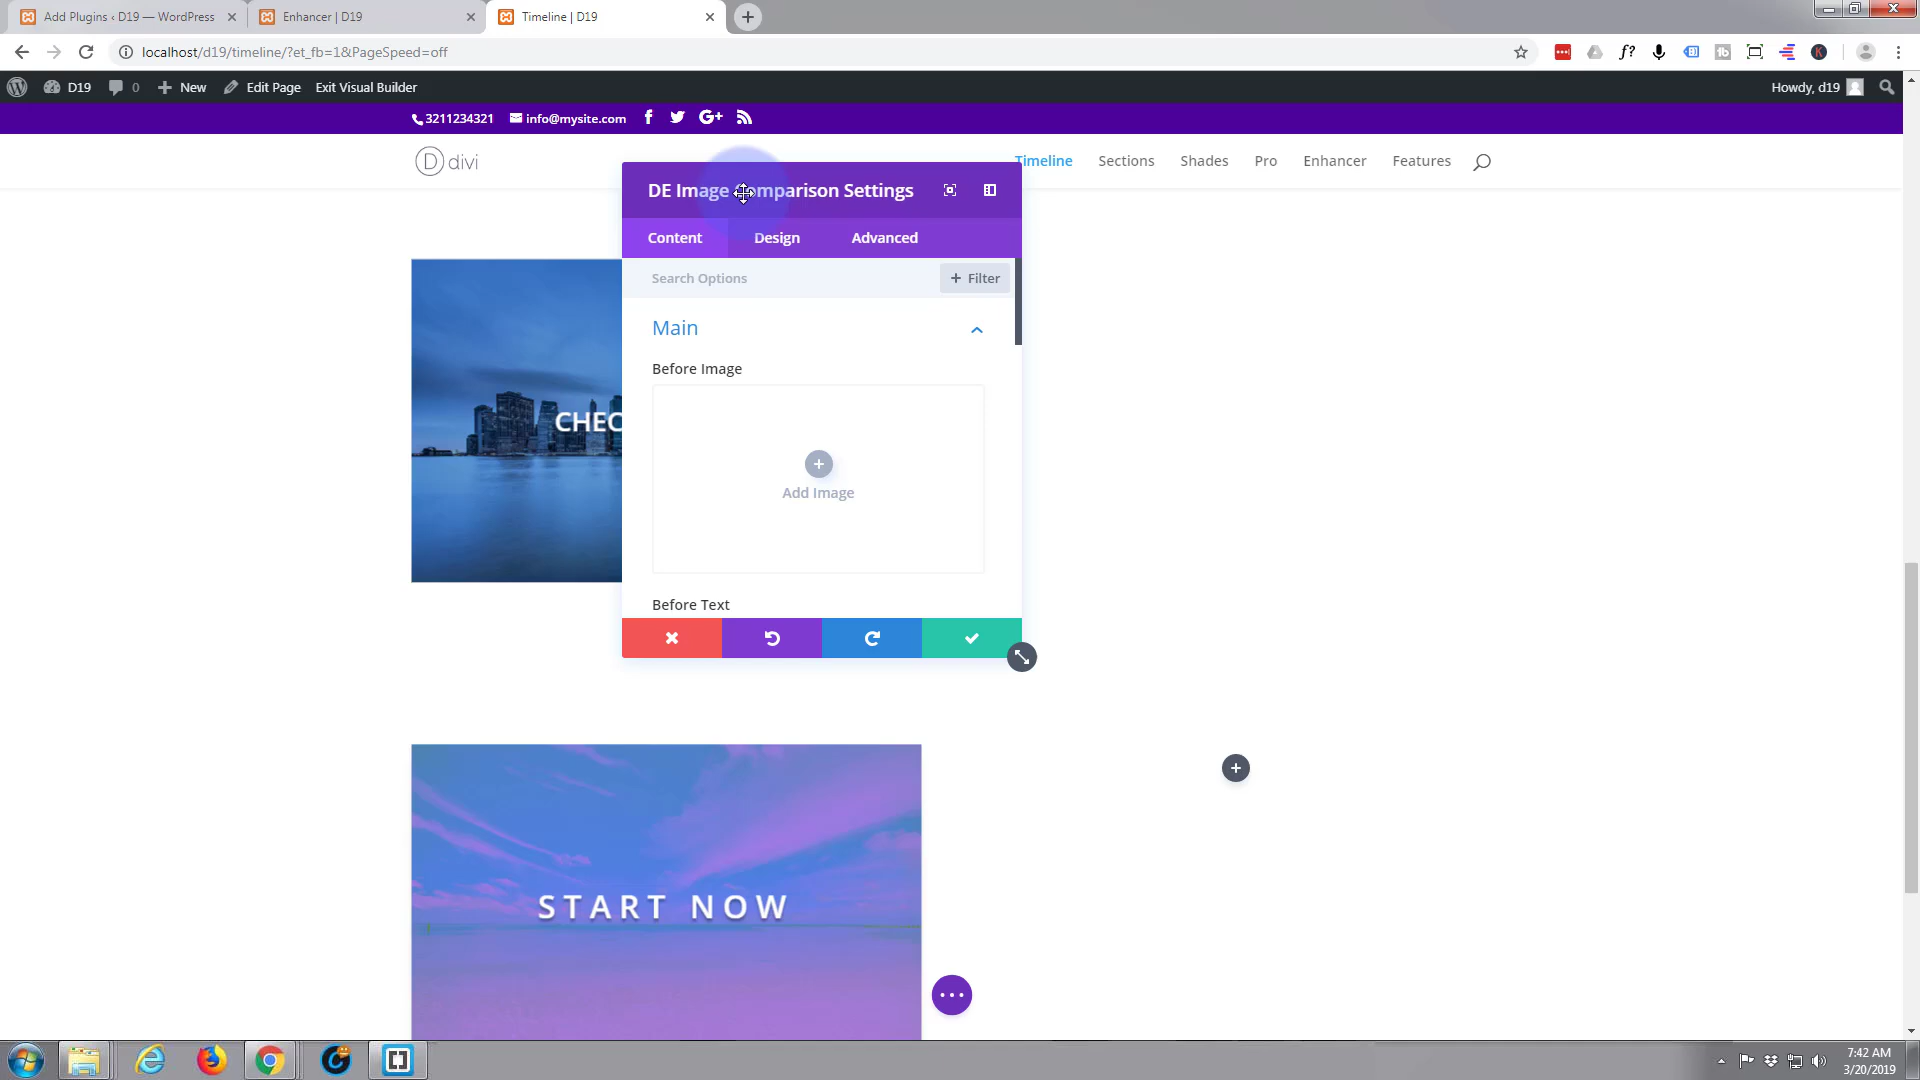 Add Plugins ‹ D19 — WordPress
Enhancer | D19
Timeline | D19
localhost/d19/timeline/?et_fb=1&PageSpeed=off
D19
0
New
Edit Page
Exit Visual Builder
Howdy, d19
3211234321
info@mysite.com
D divi
Timeline
Sections
Shades
Pro
Enhancer
Features
DE Image Comparison Settings
Content
Design
Advanced
Search Options
+ Filter
Main
Before Image
CHEC
Add Image
Before Text
START NOW
7:42 AM
3/20/2019